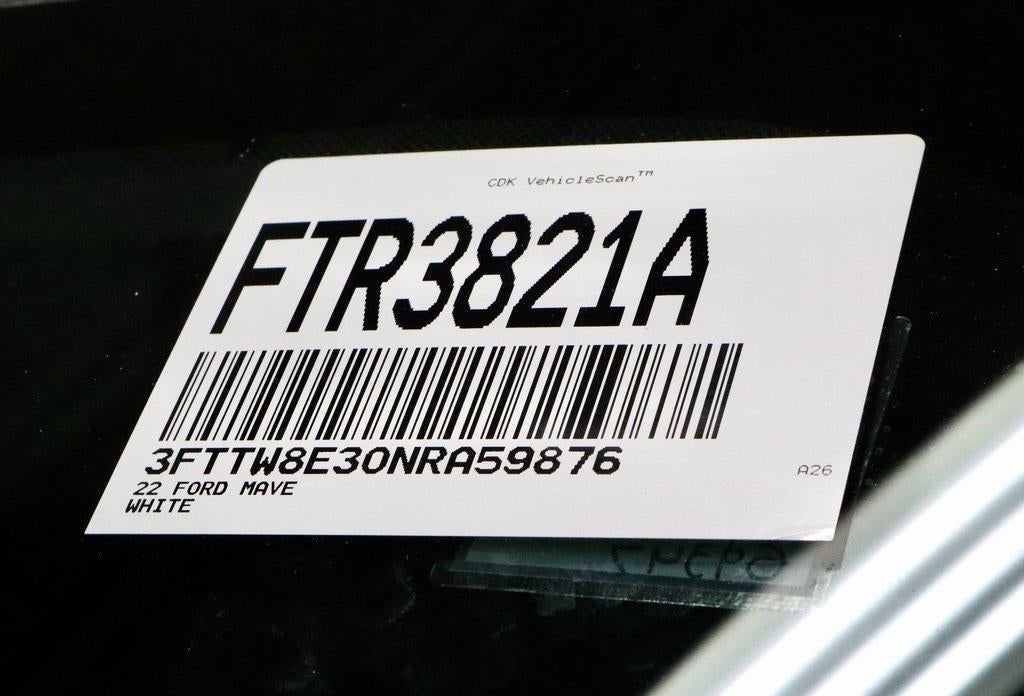 CDK VehicleScan™
FTR3821A
3FTTW8E30NRA59876
A26
22 FORD MAVE
WHITE